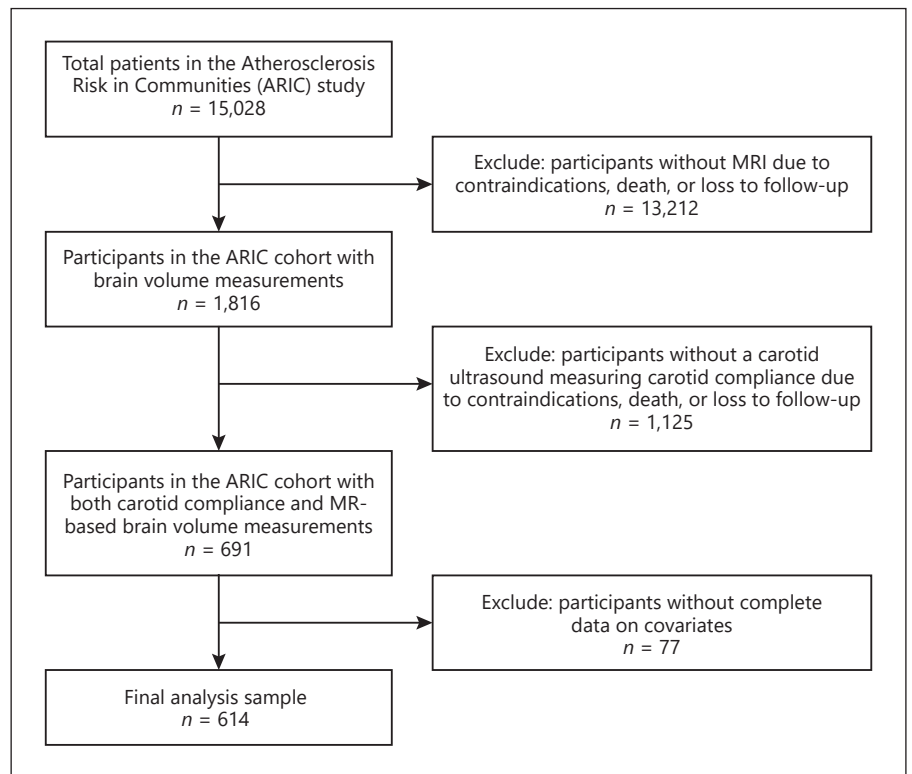 Total patients in the Atherosclerosis
Risk in Communities (ARIC) study
n = 15,028
Exclude: participants without MRI due to
contraindications, death, or loss to follow-up
n = 13,212
Participants in the ARIC cohort with
brain volume measurements
n = 1,816
Exclude: participants without a carotid
ultrasound measuring carotid compliance due
to contraindications, death, or loss to follow-up
n = 1,125
Participants in the ARIC cohort with
both carotid compliance and MR-
based brain volume measurements
n = 691
Exclude: participants without complete
data on covariates
n = 77
Final analysis sample
n = 614